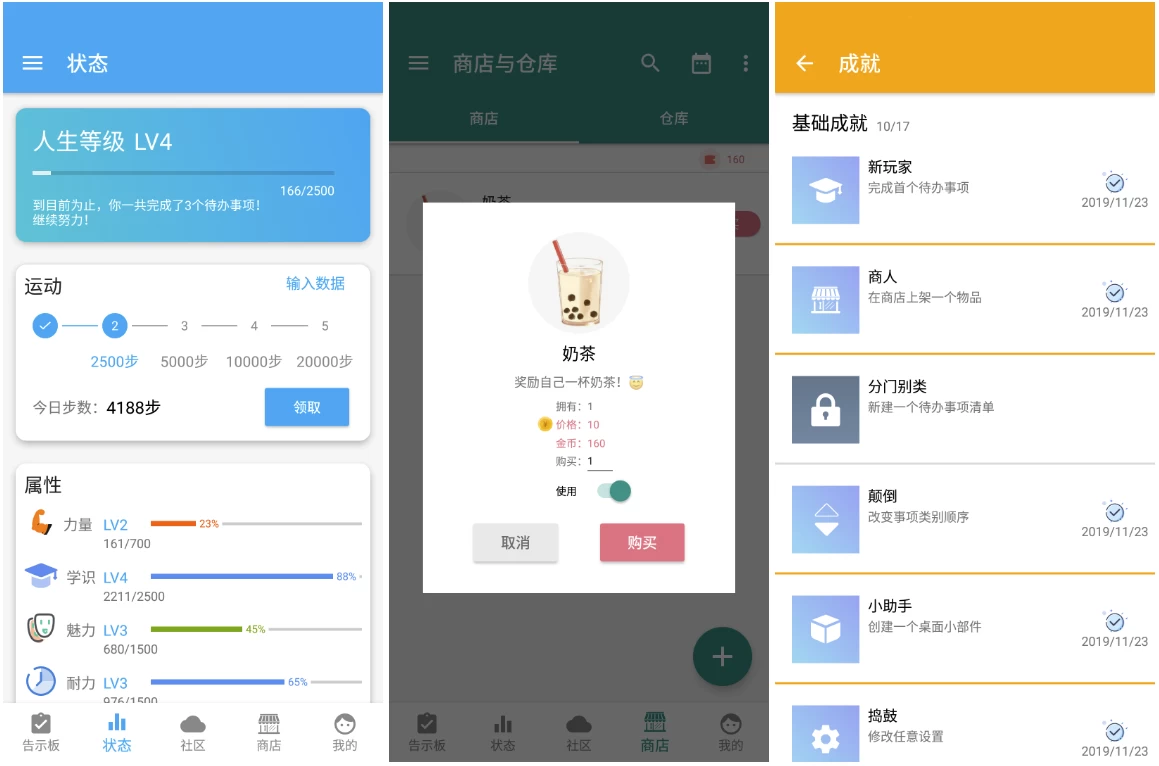 状态
人生等级 LV4
166/2500
到目前为止，你一共完成了3个待办事项！
继续努力！
运动
输入数据
2 3 4 5
2500步 5000步 10000步 20000步
今日步数：4188步
领取
属性
力量 LV2 23%
161/700
学识 LV4 88%
2211/2500
魅力 LV3 45%
680/1500
耐力 LV3 65%
976/1500
告示板 状态 社区 商店 我的
商店与仓库
商店 仓库
160
奶茶
奶茶
奖励自己一杯奶茶！
拥有：1
价格：10
金币：160
购买：1
使用
取消 购买
告示板 状态 社区 商店 我的
成就
基础成就 10/17
新玩家
完成首个待办事项
2019/11/23
商人
在商店上架一个物品
2019/11/23
分门别类
新建一个待办事项清单
颠倒
改变事项类别顺序
2019/11/23
小助手
创建一个桌面小部件
2019/11/23
捣鼓
修改任意设置
2019/11/23